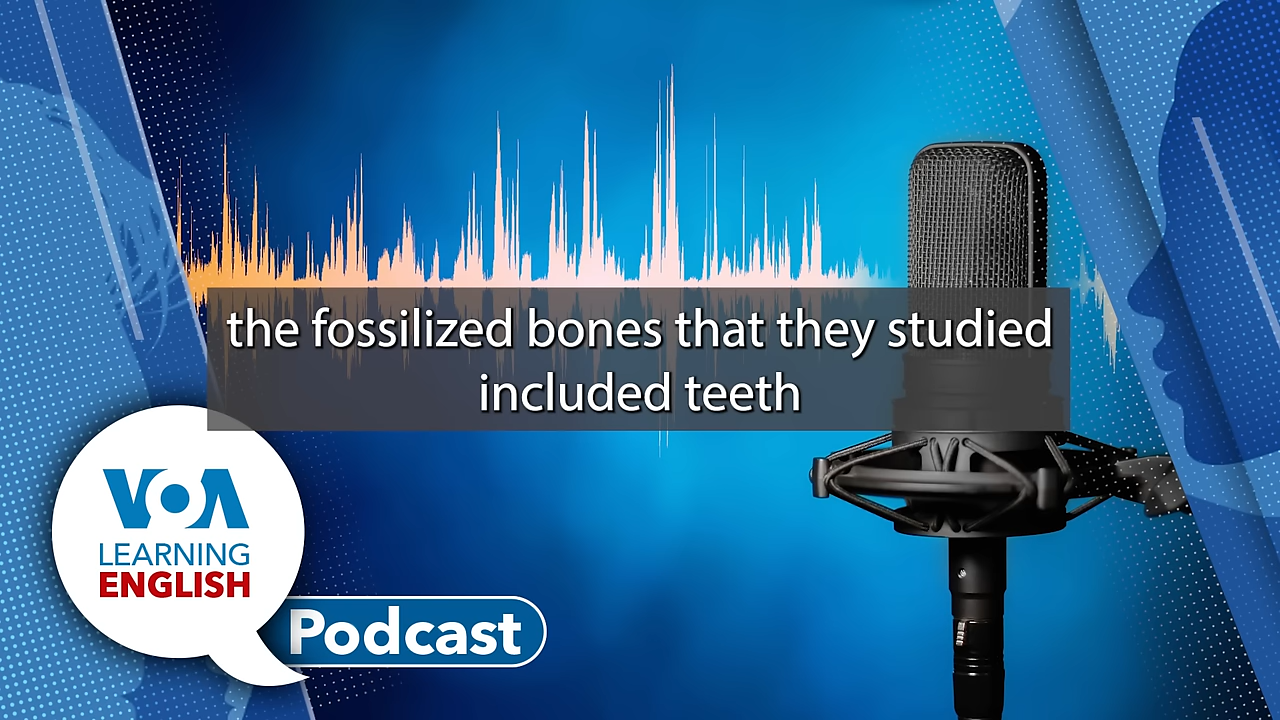 the fossilized bones that they studied
included teeth
VOA
LEARNING
ENGLISH
Podcast